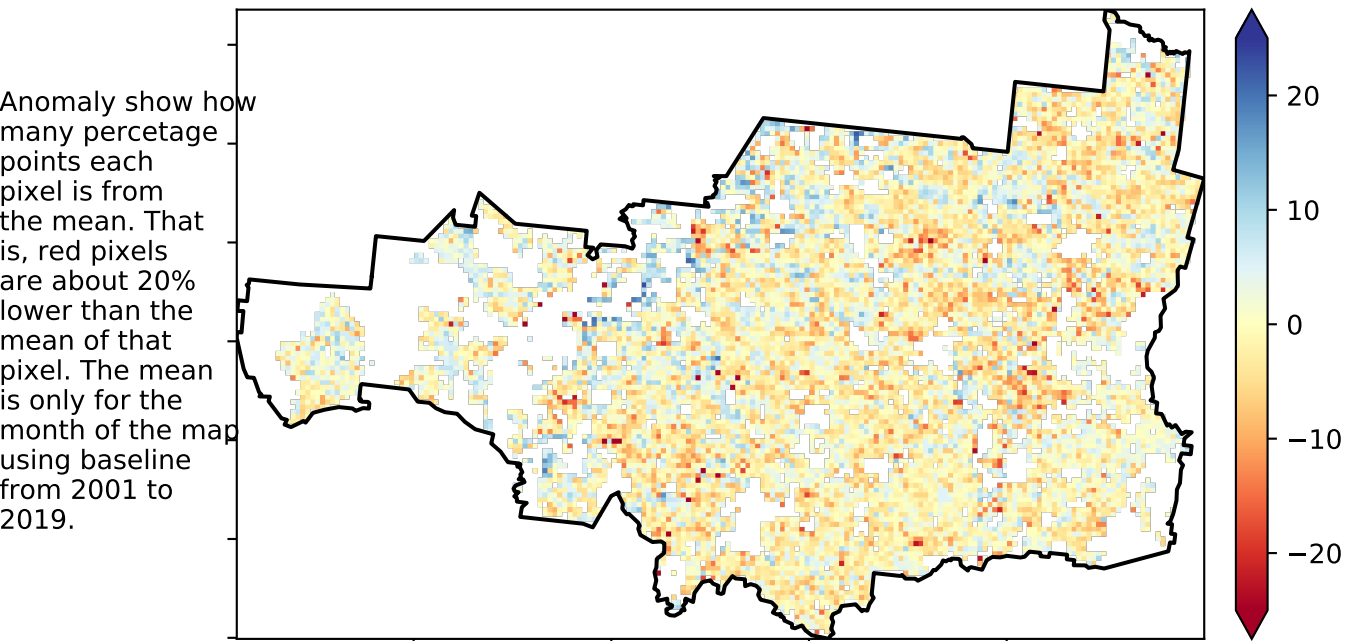 Anomaly show how
many percetage
points each
pixel is from
the mean. That
is, red pixels
are about 20%
lower than the
mean of that
pixel. The mean
is only for the
month of the map
using baseline
from 2001 to
2019.
20
10
0
−10
−20